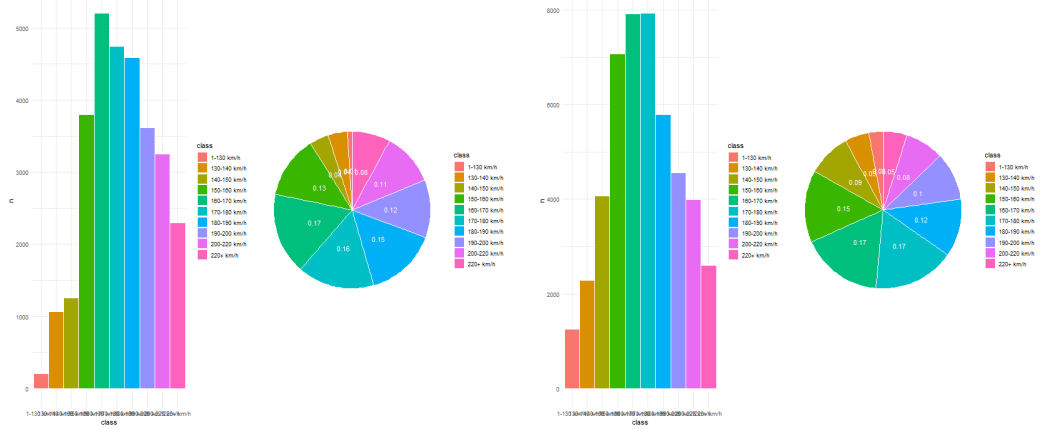 5000
4000
3000
2000
1000
0
n
class
class
1-130 km/h
130-140 km/h
140-150 km/h
150-160 km/h
160-170 km/h
170-180 km/h
180-190 km/h
190-200 km/h
200-220 km/h
220+ km/h
0.08
0.11
0.12
0.15
0.16
0.17
0.13
0.04
class
1-130 km/h
130-140 km/h
140-150 km/h
150-160 km/h
160-170 km/h
170-180 km/h
180-190 km/h
190-200 km/h
200-220 km/h
220+ km/h
8000
6000
4000
2000
0
n
class
class
1-130 km/h
130-140 km/h
140-150 km/h
150-160 km/h
160-170 km/h
170-180 km/h
180-190 km/h
190-200 km/h
200-220 km/h
220+ km/h
0.05
0.08
0.1
0.12
0.17
0.17
0.15
0.09
0.05
class
1-130 km/h
130-140 km/h
140-150 km/h
150-160 km/h
160-170 km/h
170-180 km/h
180-190 km/h
190-200 km/h
200-220 km/h
220+ km/h